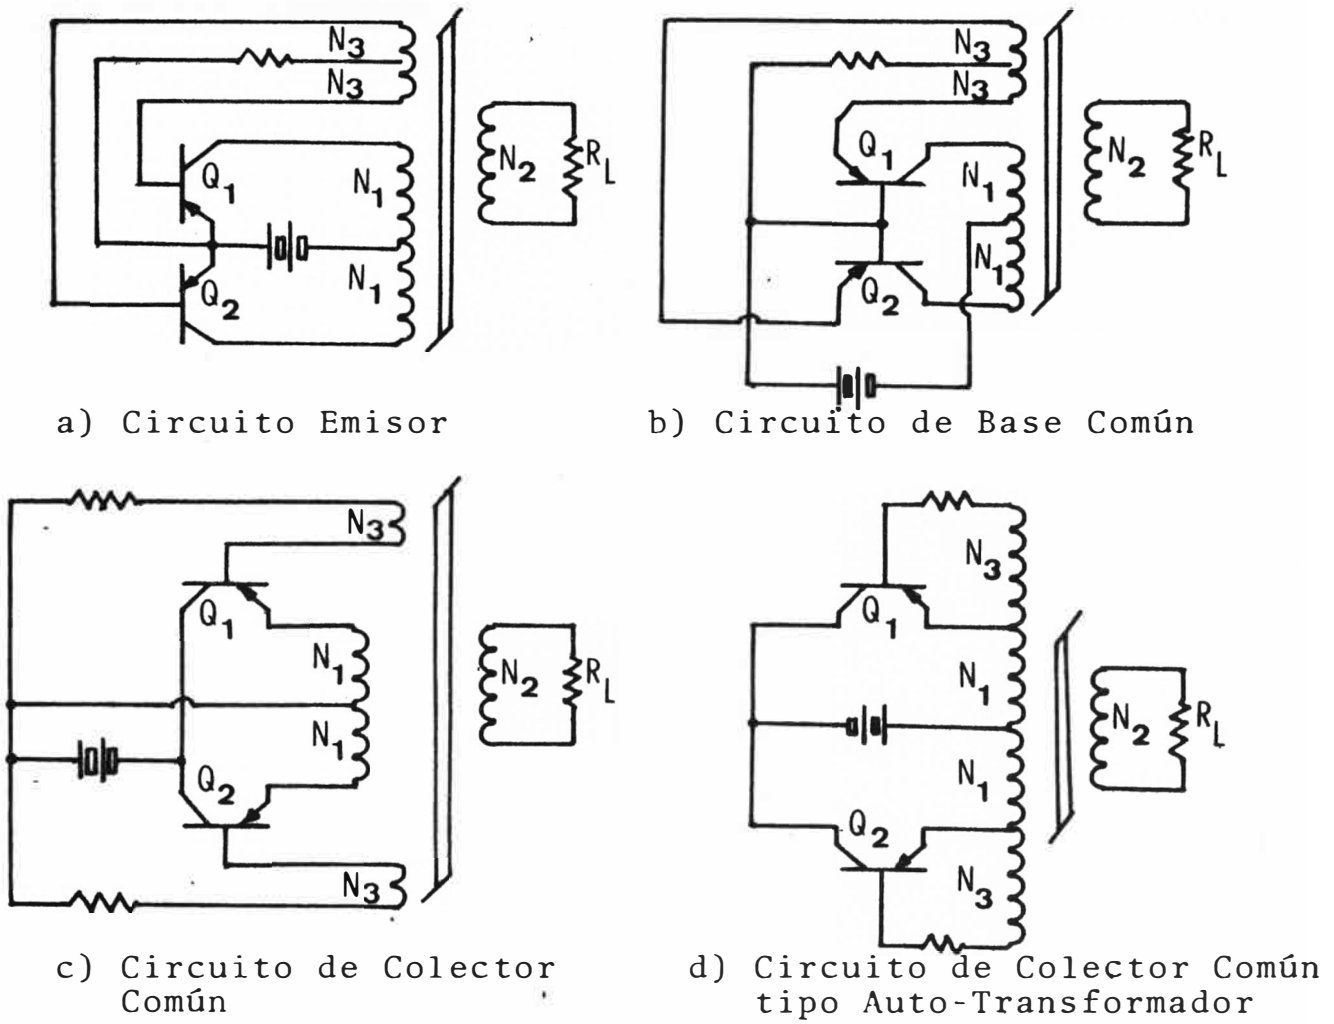 N3
N3
Q1
N1
N1
Q2
N2
RL
a) Circuito Emisor
N3
N3
Q1
N1
N1
Q2
N2
RL
b) Circuito de Base Común
N3
Q1
N1
N1
Q2
N3
N2
RL
c) Circuito de Colector
Común
N3
Q1
N1
N1
Q2
N3
N2
RL
d) Circuito de Colector Común
tipo Auto-Transformador